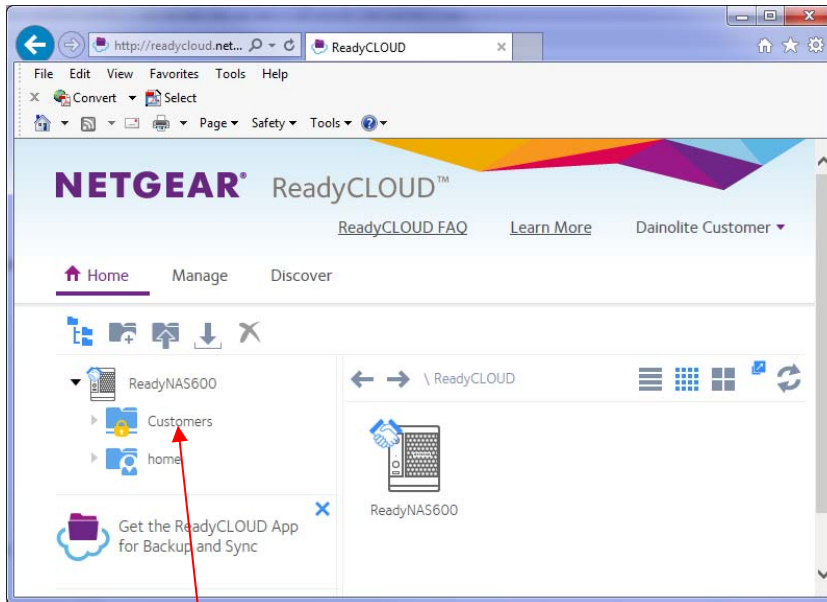 http://readycloud.net...
ReadyCLOUD
File Edit View Favorites Tools Help
Convert Select
Page Safety Tools
NETGEAR® ReadyCLOUD™
ReadyCLOUD FAQ Learn More Dainolite Customer
Home Manage Discover
ReadyNAS600
Customers
home
Get the ReadyCLOUD App
for Backup and Sync
\ ReadyCLOUD
ReadyNAS600